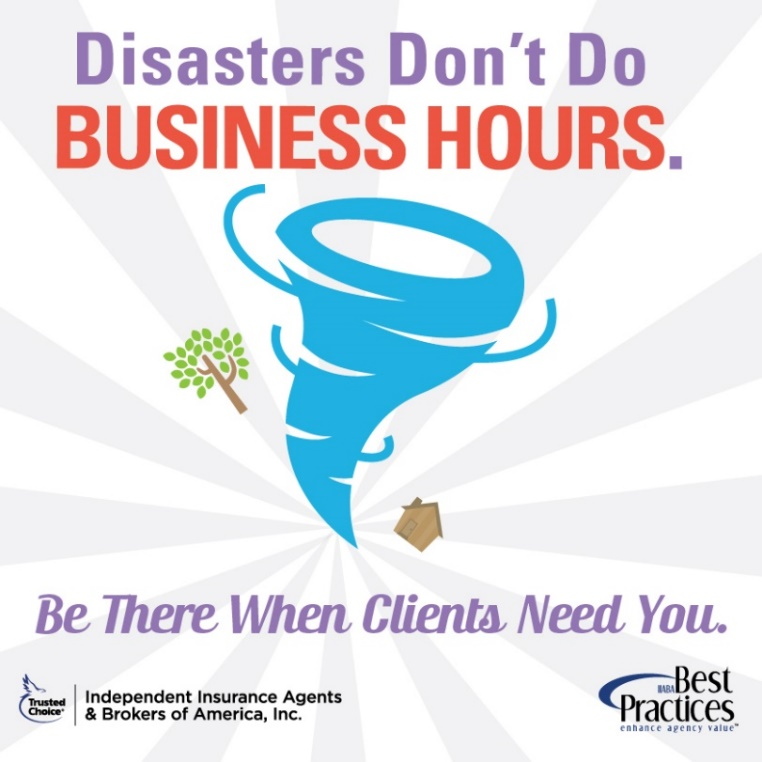 Disasters Don't Do
BUSINESS HOURS.
Be There When Clients Need You.
Trusted
Choice®
Independent Insurance Agents
& Brokers of America, Inc.
IIABA Best
Practices
enhance agency value™